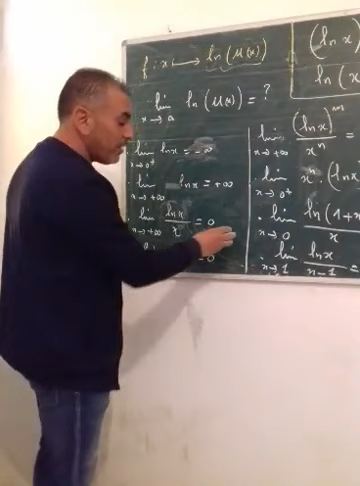 f : x ⟼ ln(u(x))
lim ln(u(x)) = ?
x→a
lim ln x = -∞
x→0⁺
lim ln x = +∞
x→+∞
lim ln x / x = 0
x→+∞
= 0
(ln x)
ln(x
lim (ln x)ᵐ / xⁿ =
x→+∞
lim xⁿ (ln x
x→0⁺
lim ln(1+x / x
x→0
lim ln x / x-1 =
x→1